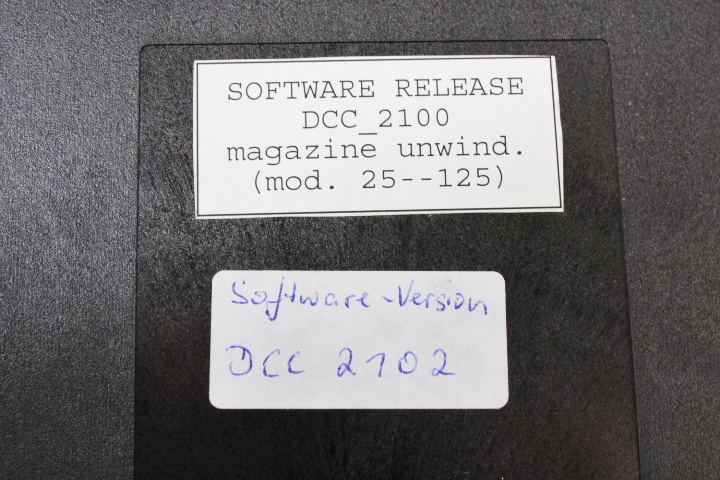 SOFTWARE RELEASE
DCC_2100
magazine unwind.
(mod. 25--125)
Software-Version
DCC 2102